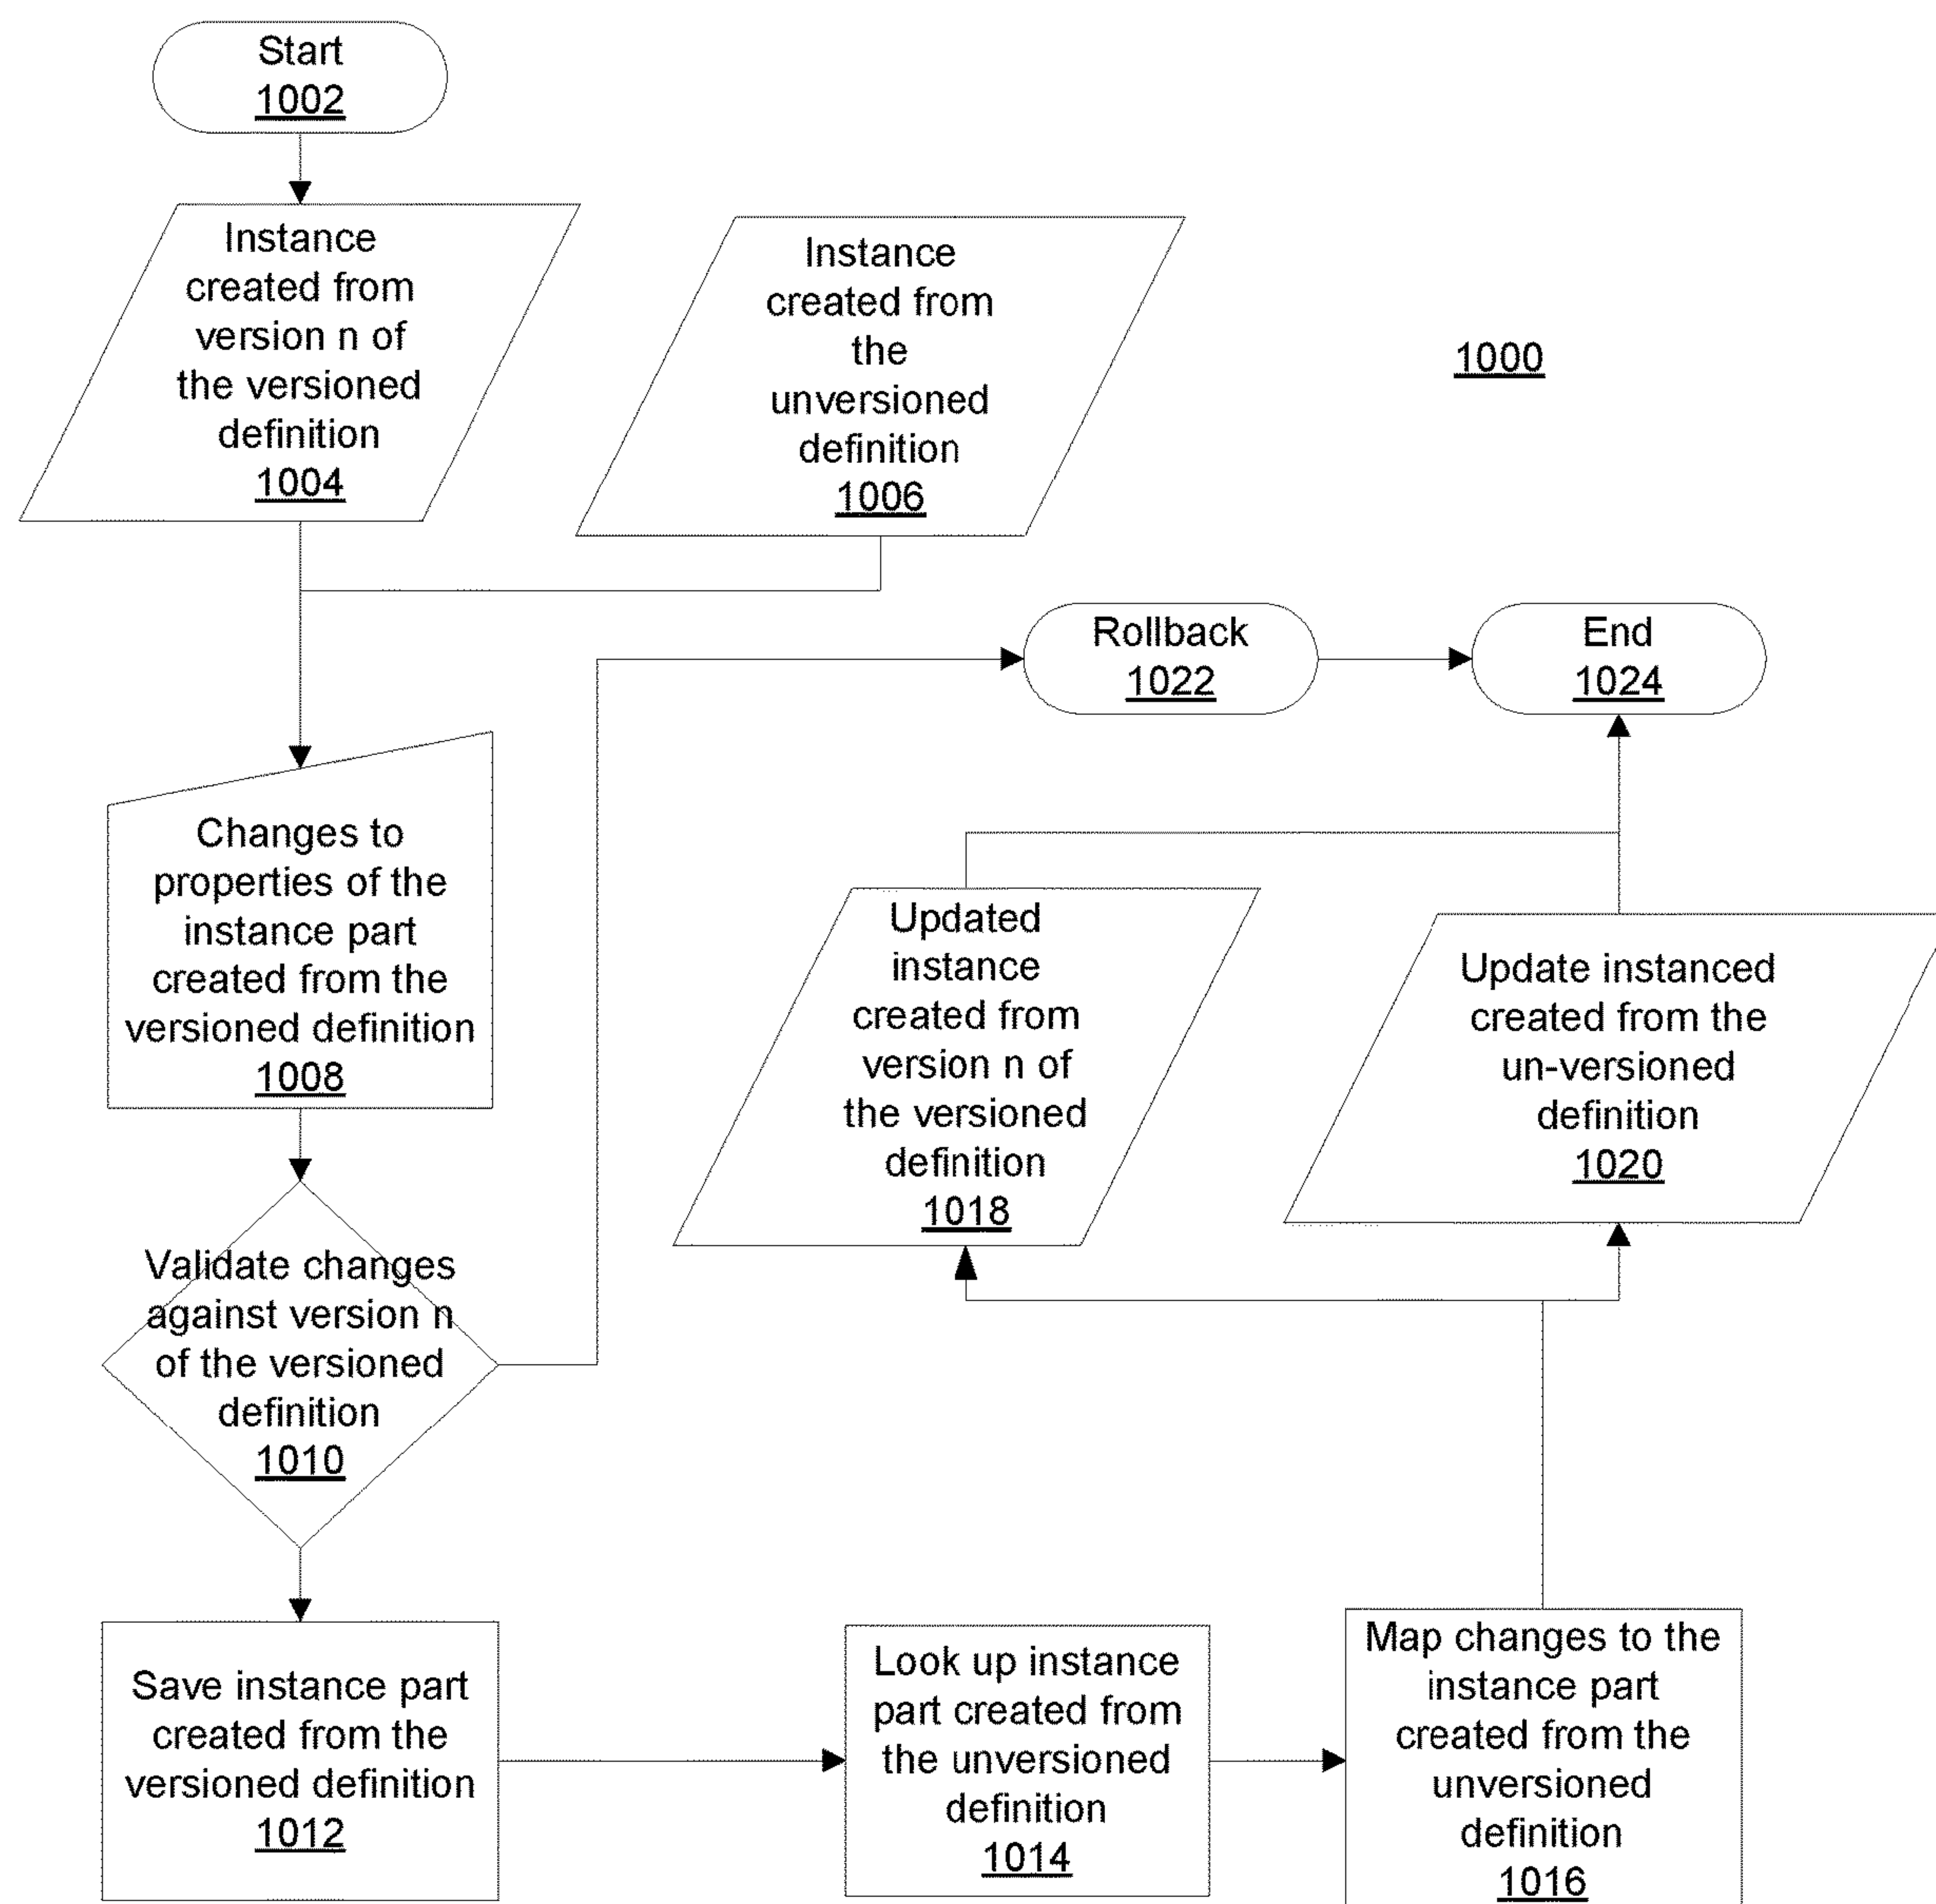 Start
1002
Instance
created from
version n of
the versioned
definition
1004
Instance
created from
the
unversioned
definition
1006
1000
Rollback
1022
End
1024
Changes to
properties of the
instance part
created from the
versioned definition
1008
Updated
instance
created from
version n of
the versioned
definition
1018
Update instanced
created from the
un-versioned
definition
1020
Validate changes
against version n
of the versioned
definition
1010
Save instance part
created from the
versioned definition
1012
Look up instance
part created from
the unversioned
definition
1014
Map changes to the
instance part
created from the
unversioned
definition
1016